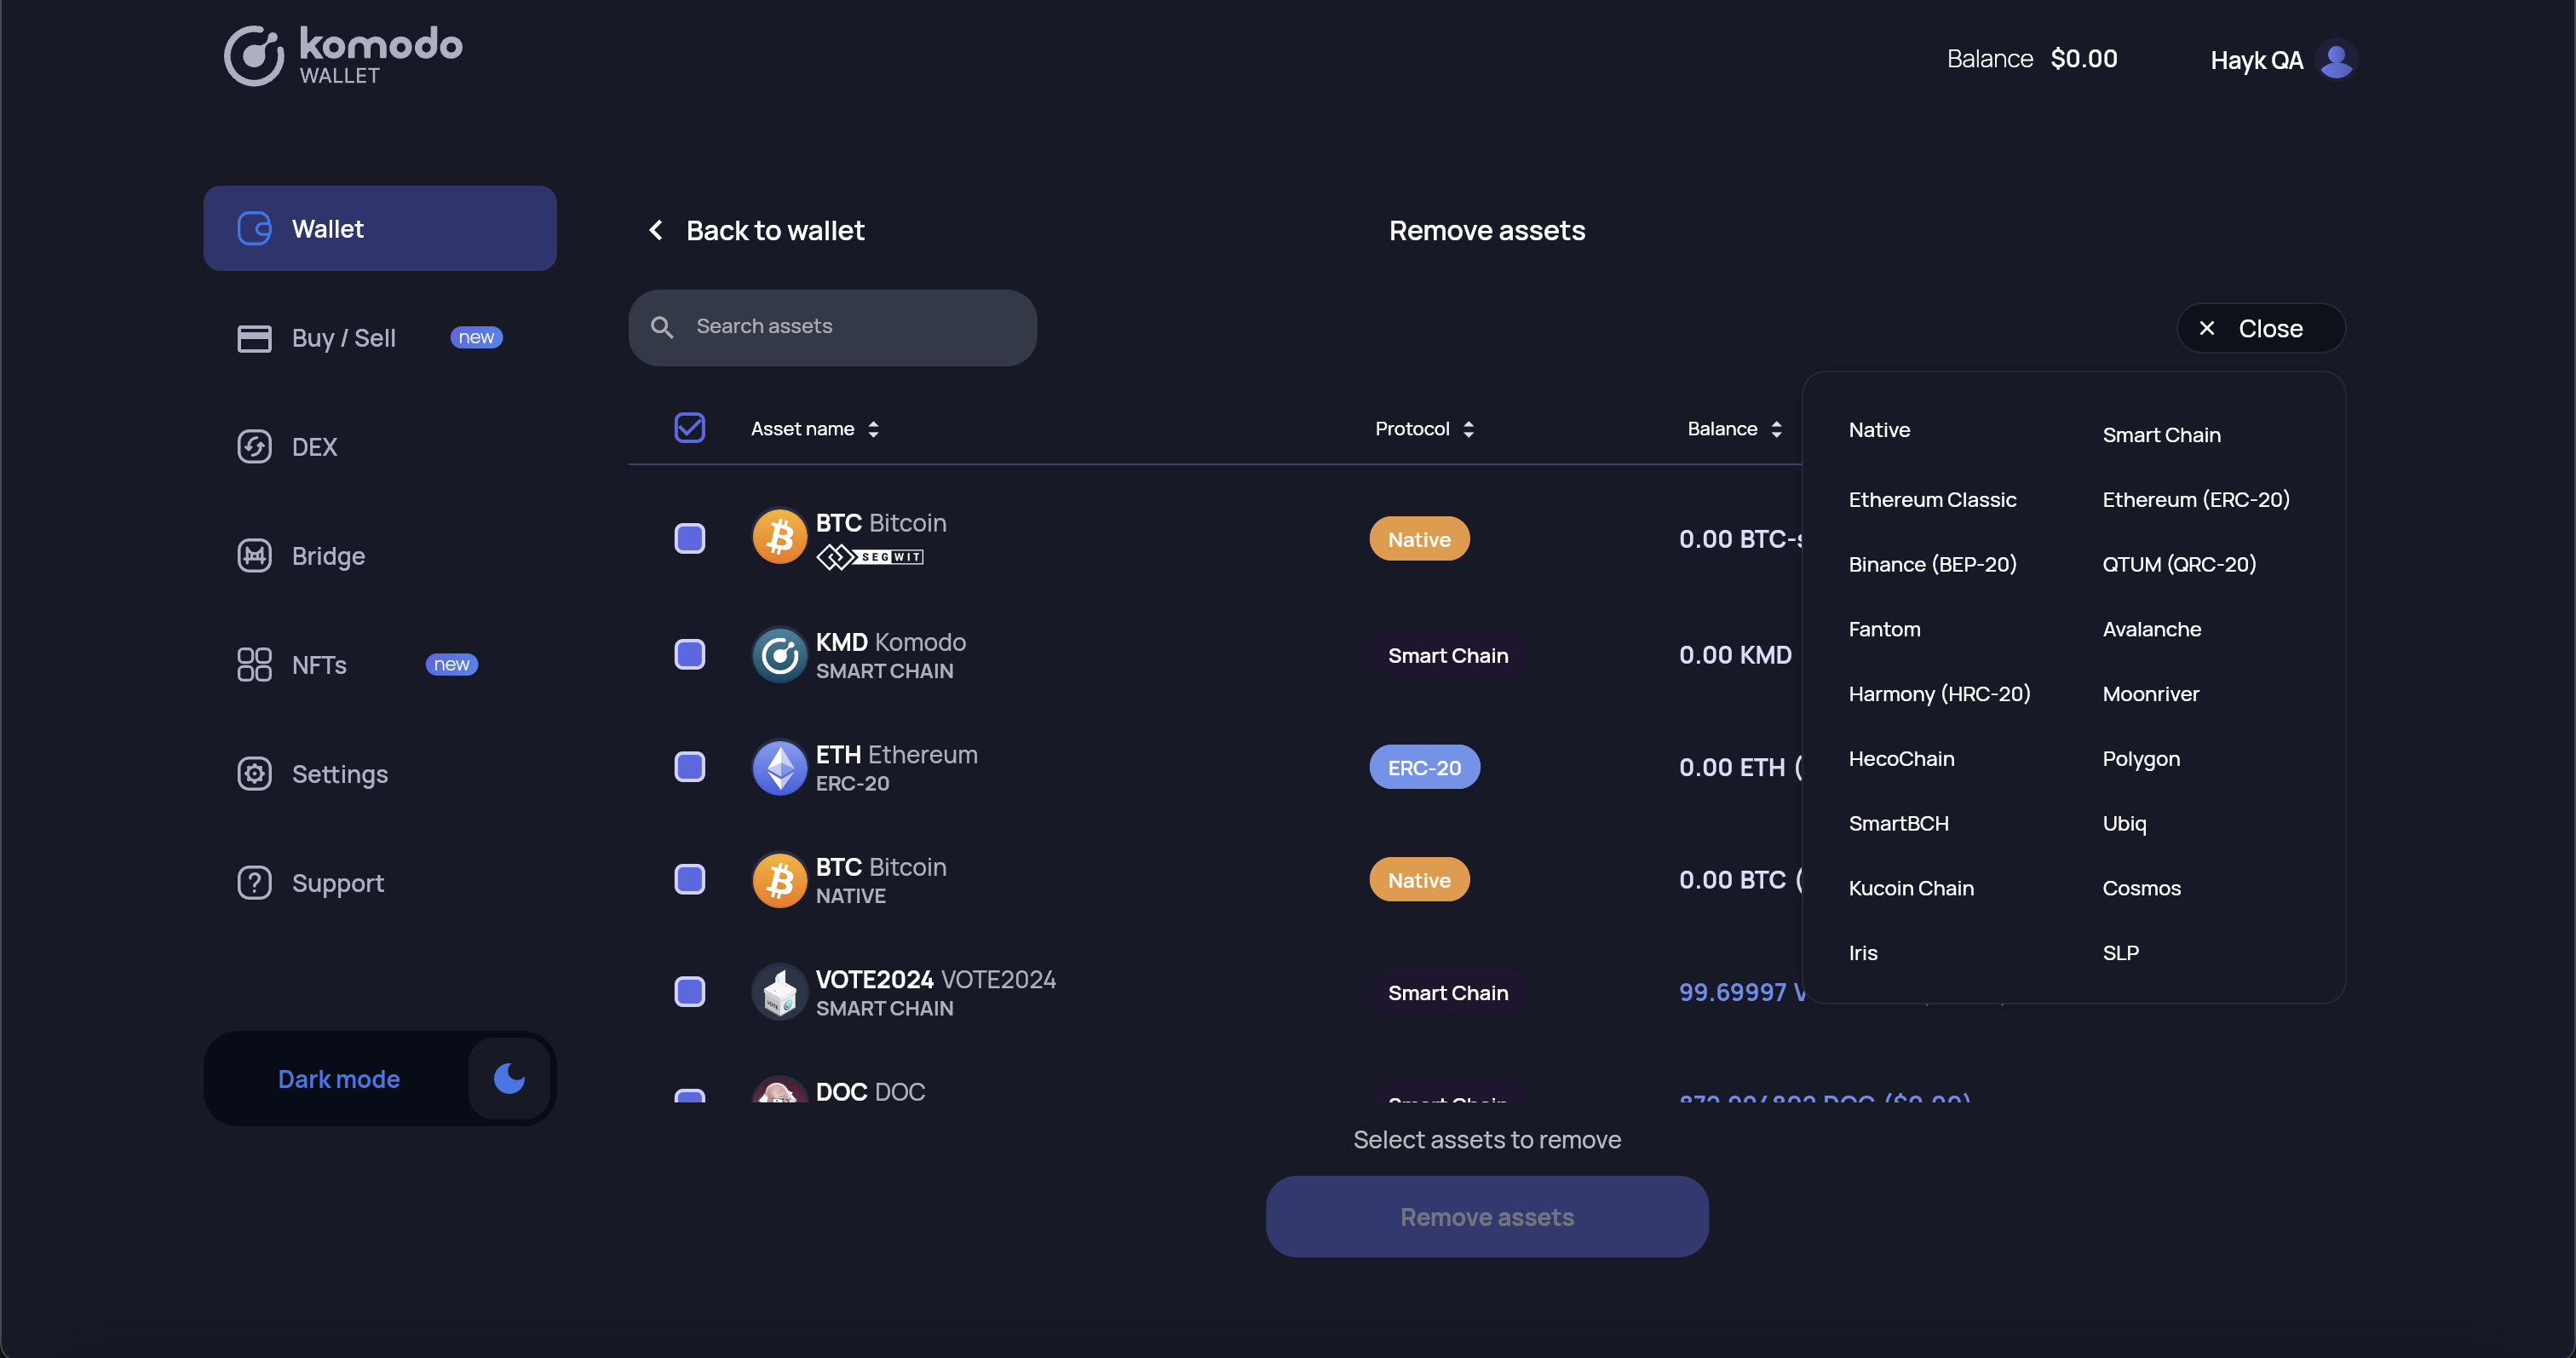 komodo
WALLET
Balance $0.00
Hayk QA
Wallet
Buy / Sell new
DEX
Bridge
NFTs new
Settings
Support
Dark mode
Back to wallet
Remove assets
Search assets
Close
Asset name
Protocol
Balance
BTC Bitcoin
SEGWIT
Native
0.00 BTC-
KMD Komodo
SMART CHAIN
Smart Chain
0.00 KMD
ETH Ethereum
ERC-20
ERC-20
0.00 ETH (
BTC Bitcoin
NATIVE
Native
0.00 BTC (
VOTE2024 VOTE2024
SMART CHAIN
Smart Chain
99.69997 V
DOC DOC
Smart Chain
DOC ($0.00)
Native
Smart Chain
Ethereum Classic
Ethereum (ERC-20)
Binance (BEP-20)
QTUM (QRC-20)
Fantom
Avalanche
Harmony (HRC-20)
Moonriver
HecoChain
Polygon
SmartBCH
Ubiq
Kucoin Chain
Cosmos
Iris
SLP
Select assets to remove
Remove assets